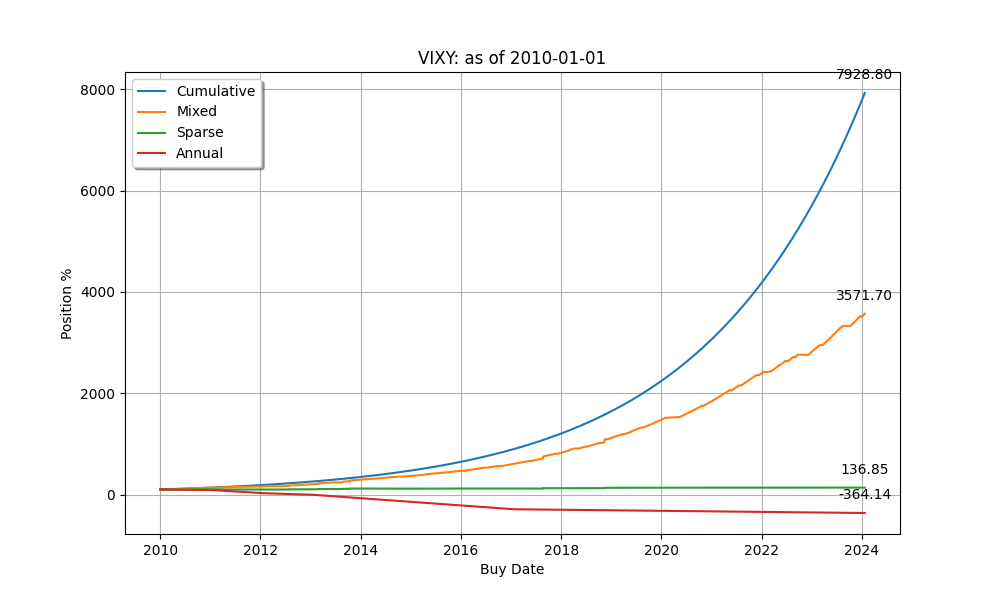 VIXY: as of 2010-01-01
7928.80
8000
Cumulative
Mixed
Sparse
Annual
6000
4000
3571.70
Position %
2000
136.85
0
-364.14
2010 2012 2014 2016 2018 2020 2022 2024
Buy Date